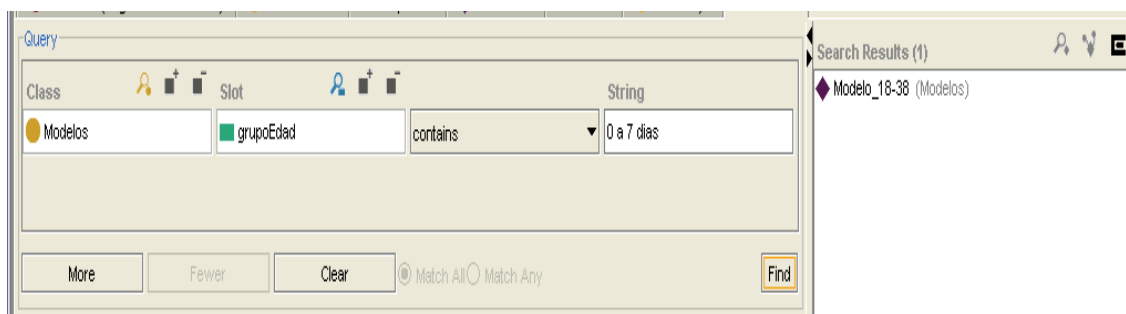 Query
Class
Slot
String
Modelos
grupoEdad
contains
0 a 7 dias
More
Fewer
Clear
Match All
Match Any
Find
Search Results (1)
Modelo_18-38 (Modelos)